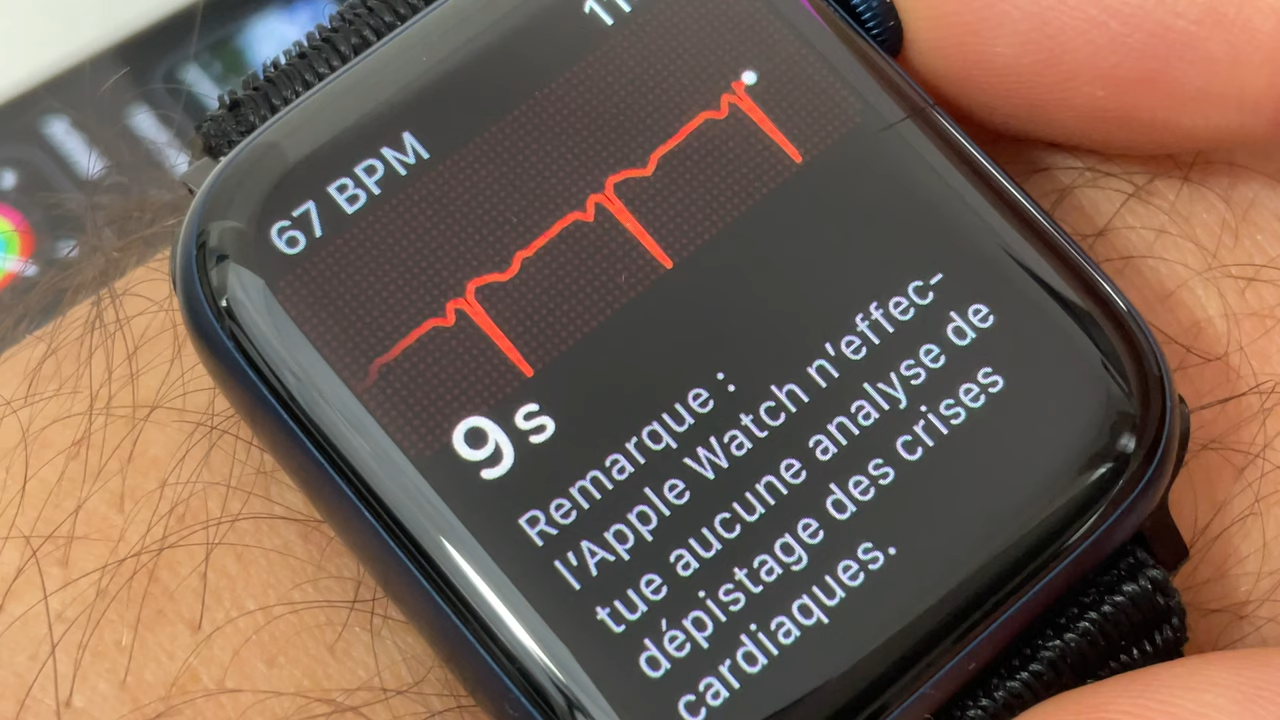 67 BPM
9s
Remarque :
l'Apple Watch n'effec-
tue aucune analyse de
dépistage des crises
cardiaques.